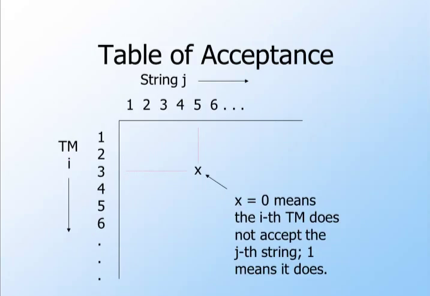 Table of Acceptance
String j
1 2 3 4 5 6 . . .
TM
i
1
2
3
4
5
6
.
.
.
x
x = 0 means
the i-th TM does
not accept the
j-th string; 1
means it does.